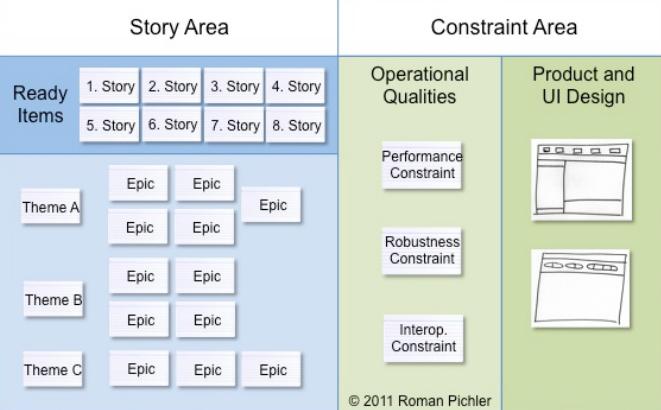 Story Area
Constraint Area
Ready
Items
1. Story
2. Story
3. Story
4. Story
5. Story
6. Story
7. Story
8. Story
Theme A
Epic
Epic
Epic
Epic
Epic
Theme B
Epic
Epic
Epic
Epic
Theme C
Epic
Epic
Epic
Operational
Qualities
Performance
Constraint
Robustness
Constraint
Interop.
Constraint
Product and
UI Design
© 2011 Roman Pichler